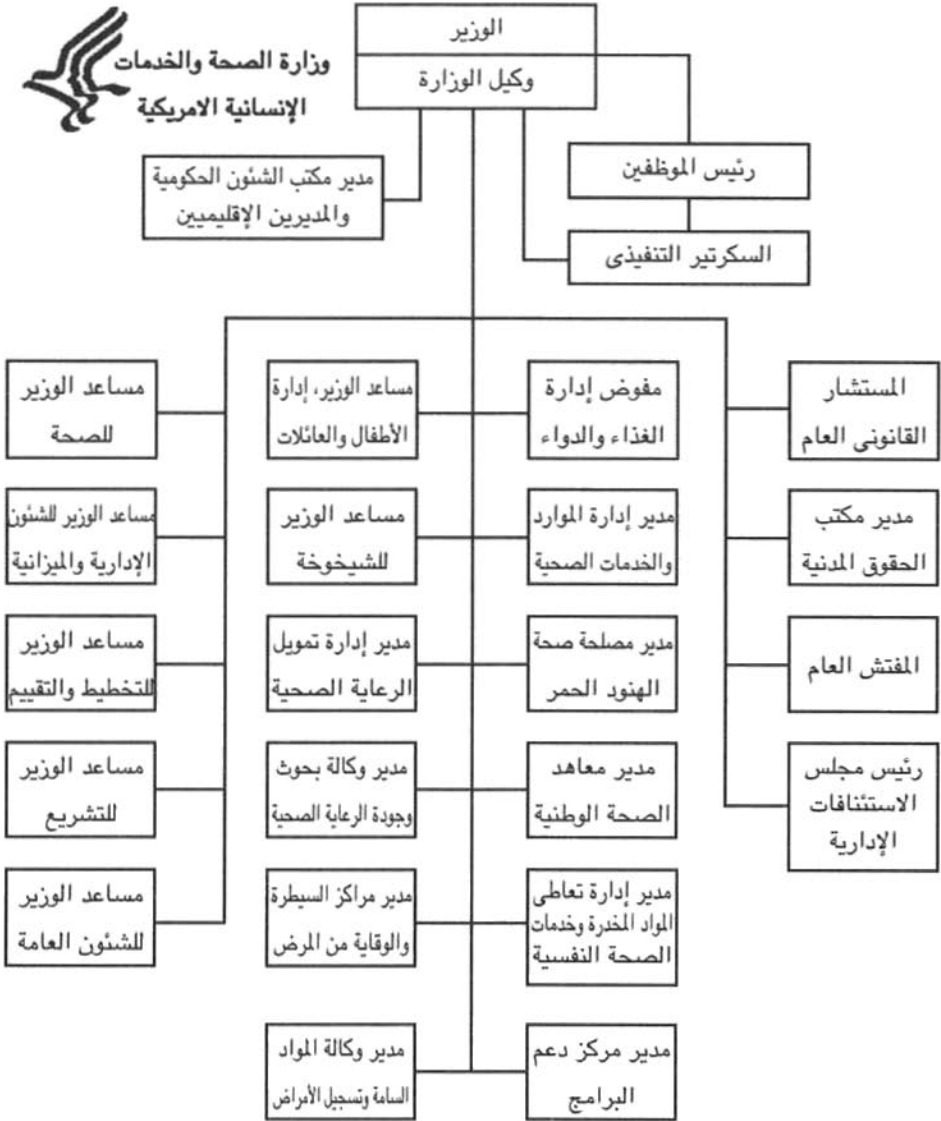 وزارة الصحة والخدمات
الإنسانية الامريكية
الوزير
وكيل الوزارة
رئيس الموظفين
السكرتير التنفيذى
مدير مكتب الشئون الحكومية
والمديرين الإقليميين
المستشار
القانونى العام
مدير مكتب
الحقوق المدنية
المفتش العام
رئيس مجلس
الاستئنافات
الإدارية
مفوض إدارة
الغذاء والدواء
مدير إدارة الموارد
والخدمات الصحية
مدير مصلحة صحة
الهنود الحمر
مدير معاهد
الصحة الوطنية
مدير إدارة تعاطى
المواد المخدرة وخدمات
الصحة النفسية
مدير مركز دعم
البرامج
مساعد الوزير، إدارة
الأطفال والعائلات
مساعد الوزير
للشيخوخة
مدير إدارة تمويل
الرعاية الصحية
مدير وكالة بحوث
وجودة الرعاية الصحية
مدير مراكز السيطرة
والوقاية من المرض
مدير وكالة المواد
السامة وتسجيل الأمراض
مساعد الوزير
للصحة
مساعد الوزير للشئون
الإدارية والميزانية
مساعد الوزير
للتخطيط والتقييم
مساعد الوزير
للتشريع
مساعد الوزير
للشئون العامة